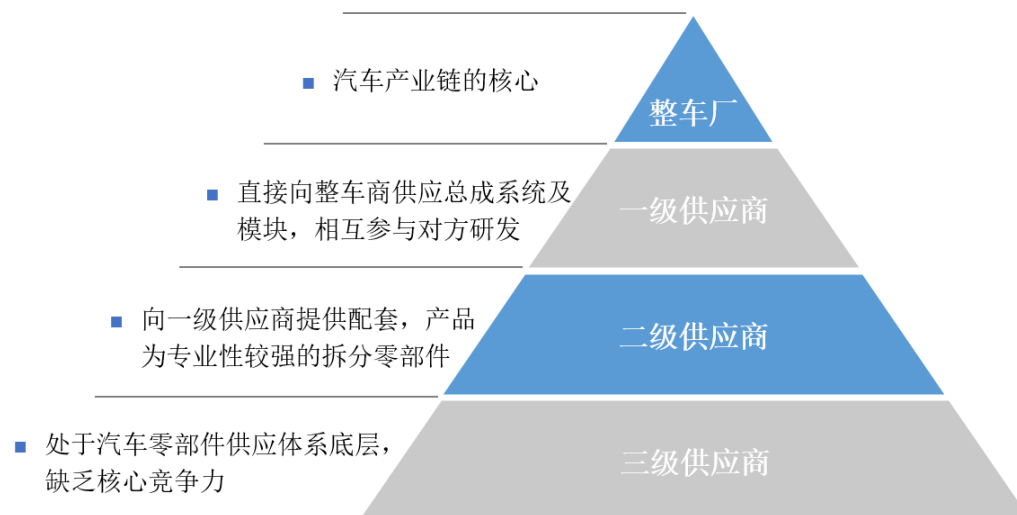 汽车产业链的核心
整车厂
直接向整车商供应总成系统及
模块，相互参与对方研发
一级供应商
向一级供应商提供配套，产品
为专业性较强的拆分零部件
二级供应商
处于汽车零部件供应体系底层，
缺乏核心竞争力
三级供应商